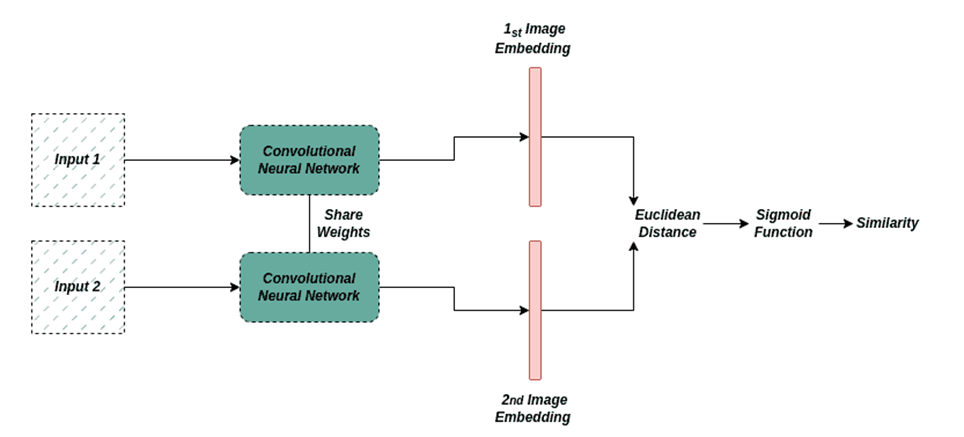 1st Image
Embedding
Input 1
Convolutional
Neural Network
Share
Weights
Input 2
Convolutional
Neural Network
Euclidean
Distance
Sigmoid
Function
Similarity
2nd Image
Embedding